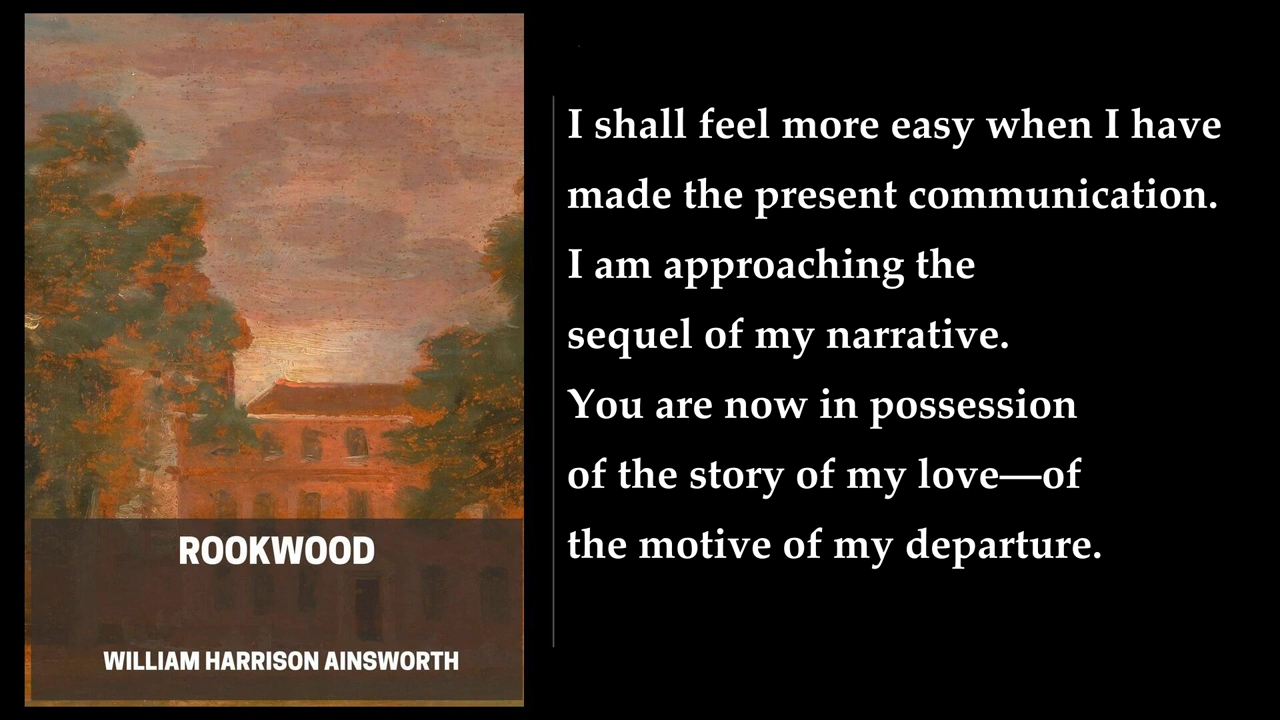 ROOKWOOD
WILLIAM HARRISON AINSWORTH
I shall feel more easy when I have
made the present communication.
I am approaching the
sequel of my narrative.
You are now in possession
of the story of my love—of
the motive of my departure.